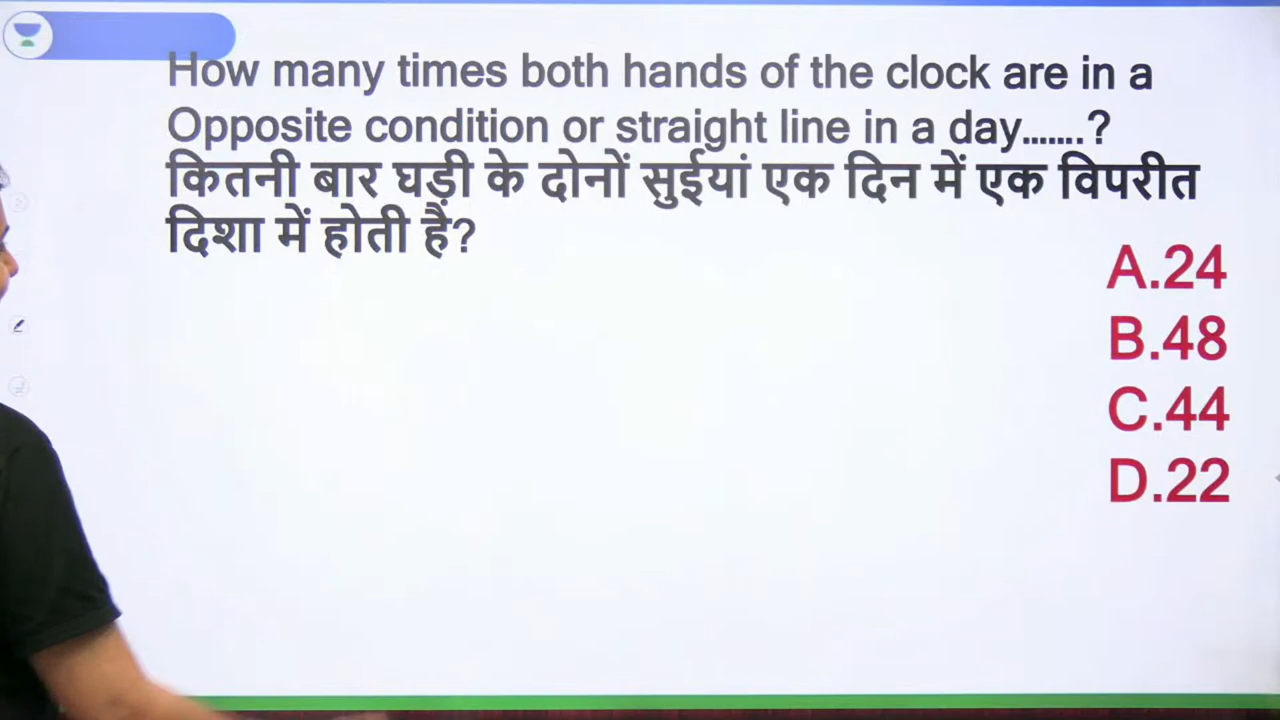 How many times both hands of the clock are in a
Opposite condition or straight line in a day.......?
कितनी बार घड़ी के दोनों सुईयां एक दिन में एक विपरीत
दिशा में होती है?
A.24
B.48
C.44
D.22